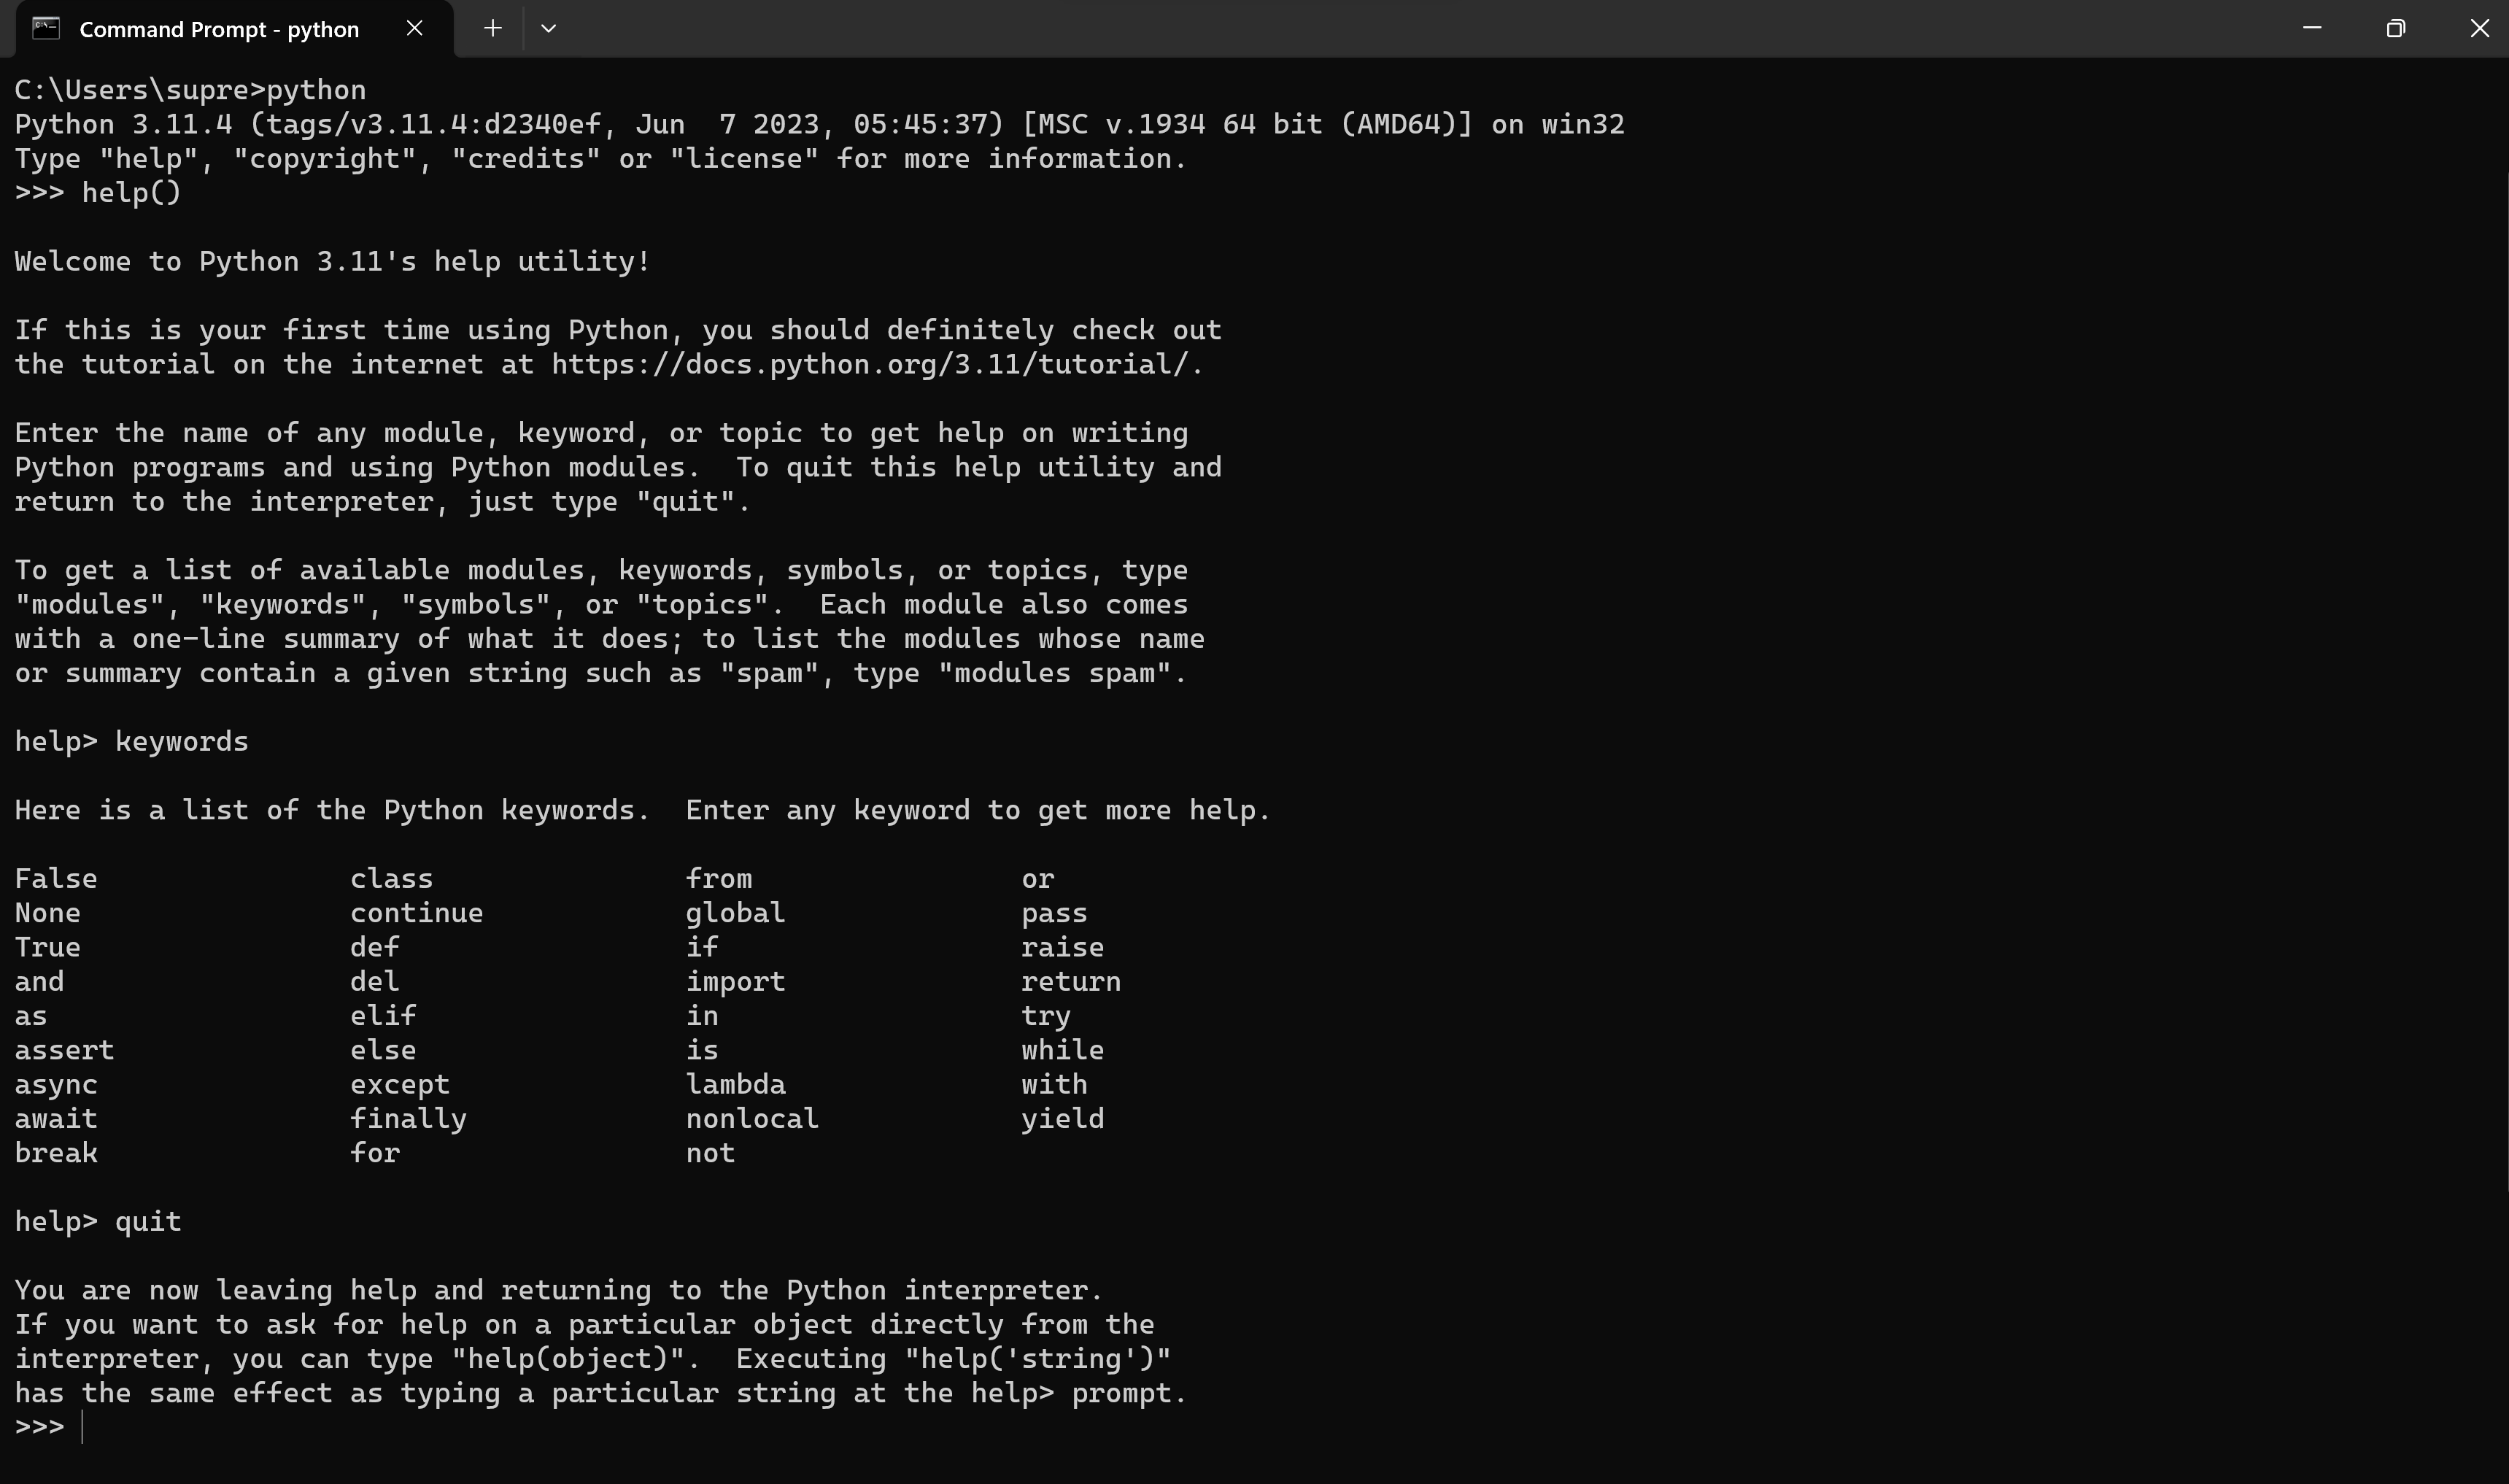 Command Prompt - python
C:\Users\supre>python
Python 3.11.4 (tags/v3.11.4:d2340ef, Jun  7 2023, 05:45:37) [MSC v.1934 64 bit (AMD64)] on win32
Type "help", "copyright", "credits" or "license" for more information.
>>> help()

Welcome to Python 3.11's help utility!

If this is your first time using Python, you should definitely check out
the tutorial on the internet at https://docs.python.org/3.11/tutorial/.

Enter the name of any module, keyword, or topic to get help on writing
Python programs and using Python modules.  To quit this help utility and
return to the interpreter, just type "quit".

To get a list of available modules, keywords, symbols, or topics, type
"modules", "keywords", "symbols", or "topics".  Each module also comes
with a one-line summary of what it does; to list the modules whose name
or summary contain a given string such as "spam", type "modules spam".

help> keywords

Here is a list of the Python keywords.  Enter any keyword to get more help.

False               class               from                or
None                continue            global              pass
True                def                 if                  raise
and                 del                 import              return
as                  elif                in                  try
assert              else                is                  while
async               except              lambda              with
await               finally             nonlocal            yield
break               for                 not

help> quit

You are now leaving help and returning to the Python interpreter.
If you want to ask for help on a particular object directly from the
interpreter, you can type "help(object)".  Executing "help('string')"
has the same effect as typing a particular string at the help> prompt.
>>>